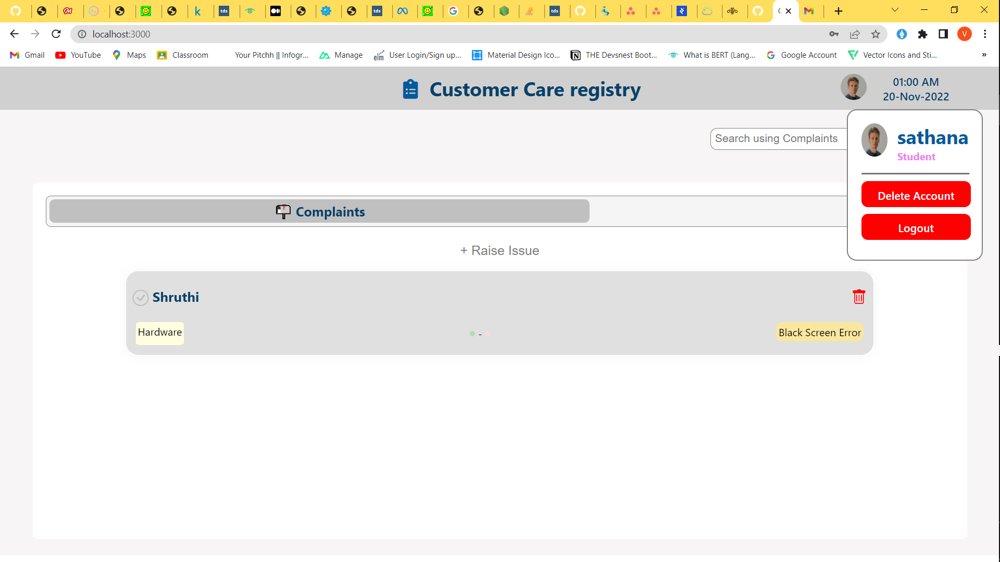 localhost:3000
V
Gmail
YouTube
Maps
Classroom
Your Pitchh || Infogr...
Manage
User Login/Sign up...
Material Design Ico...
THE Devsnest Boot...
What is BERT (Lang...
Google Account
Vector Icons and Sti...
»
Customer Care registry
01:00 AM
20-Nov-2022
Search using Complaints
sathana
Student
Delete Account
Logout
Complaints
+ Raise Issue
Shruthi
Hardware
-
Black Screen Error